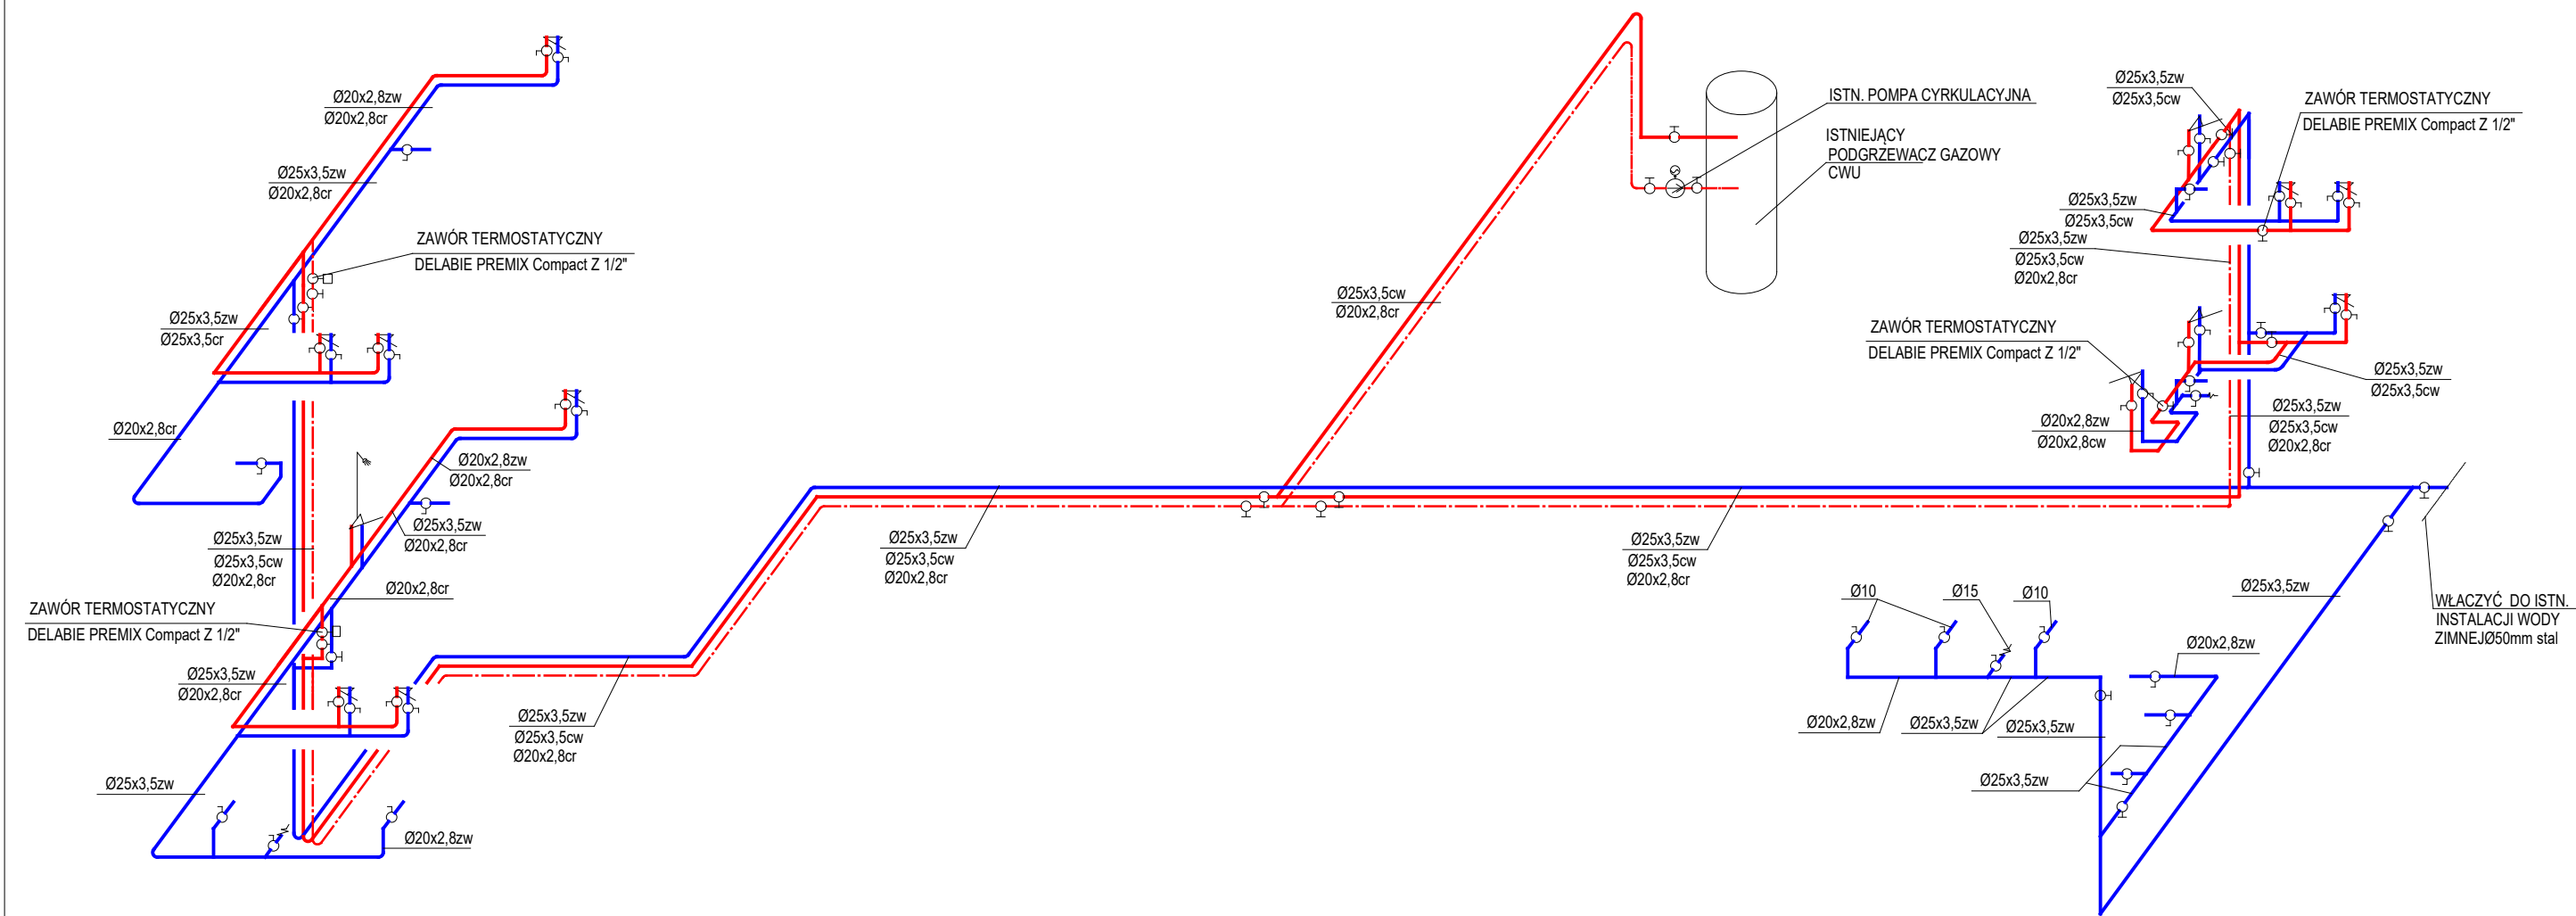 Ø20x2,8zw
Ø20x2,8cr
Ø25x3,5zw
Ø20x2,8cr
ZAWÓR TERMOSTATYCZNY
DELABIE PREMIX Compact Z 1/2"
Ø25x3,5zw
Ø25x3,5cr
Ø20x2,8cr
Ø20x2,8zw
Ø20x2,8cr
Ø25x3,5zw
Ø20x2,8cr
Ø25x3,5zw
Ø25x3,5cw
Ø20x2,8cr
Ø20x2,8cr
ZAWÓR TERMOSTATYCZNY
DELABIE PREMIX Compact Z 1/2"
Ø25x3,5zw
Ø20x2,8cr
Ø25x3,5zw
Ø20x2,8zw
Ø25x3,5zw
Ø25x3,5cw
Ø20x2,8cr
Ø25x3,5zw
Ø25x3,5cw
Ø20x2,8cr
Ø25x3,5cw
Ø20x2,8cr
ISTN. POMPA CYRKULACYJNA
ISTNIEJĄCY
PODGRZEWACZ GAZOWY
CWU
Ø25x3,5zw
Ø25x3,5cw
Ø20x2,8cr
Ø25x3,5zw
Ø25x3,5cw
ZAWÓR TERMOSTATYCZNY
DELABIE PREMIX Compact Z 1/2"
Ø25x3,5zw
Ø25x3,5cw
Ø25x3,5zw
Ø25x3,5cw
Ø20x2,8cr
ZAWÓR TERMOSTATYCZNY
DELABIE PREMIX Compact Z 1/2"
Ø25x3,5zw
Ø25x3,5cw
Ø20x2,8zw
Ø20x2,8cw
Ø25x3,5zw
Ø25x3,5cw
Ø20x2,8cr
Ø10
Ø15
Ø10
Ø25x3,5zw
WŁACZYĆ DO ISTN.
INSTALACJI WODY
ZIMNEJØ50mm stal
Ø20x2,8zw
Ø20x2,8zw
Ø25x3,5zw
Ø25x3,5zw
Ø25x3,5zw